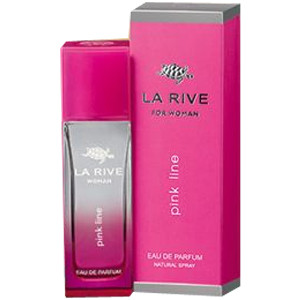 LA RIVE
WOMAN
pink line
EAU DE PARFUM
LA RIVE
FOR WOMAN
pink line
EAU DE PARFUM
NATURAL SPRAY